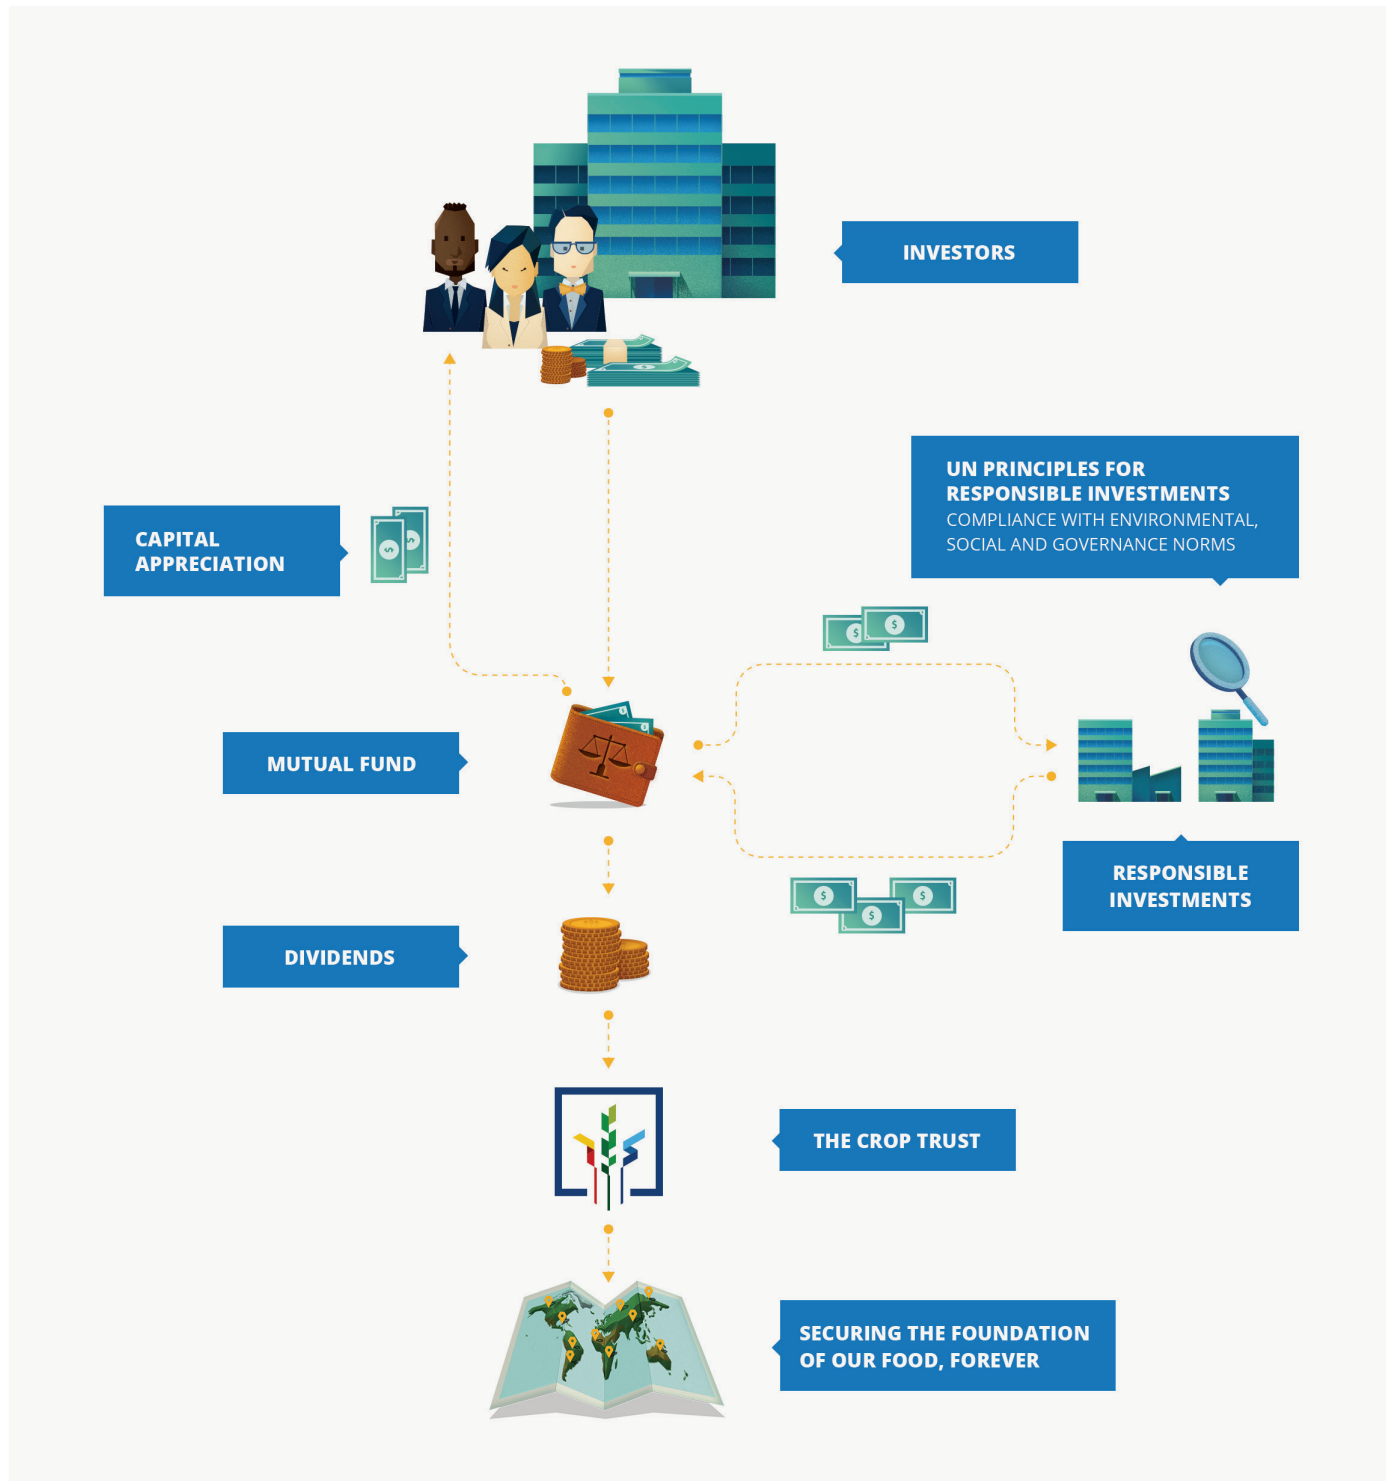 INVESTORS
UN PRINCIPLES FOR
RESPONSIBLE INVESTMENTS
COMPLIANCE WITH ENVIRONMENTAL,
SOCIAL AND GOVERNANCE NORMS
CAPITAL
APPRECIATION
$
$
$
$
$
$
$
MUTUAL FUND
RESPONSIBLE
INVESTMENTS
$
$
$
DIVIDENDS
THE CROP TRUST
SECURING THE FOUNDATION
OF OUR FOOD, FOREVER